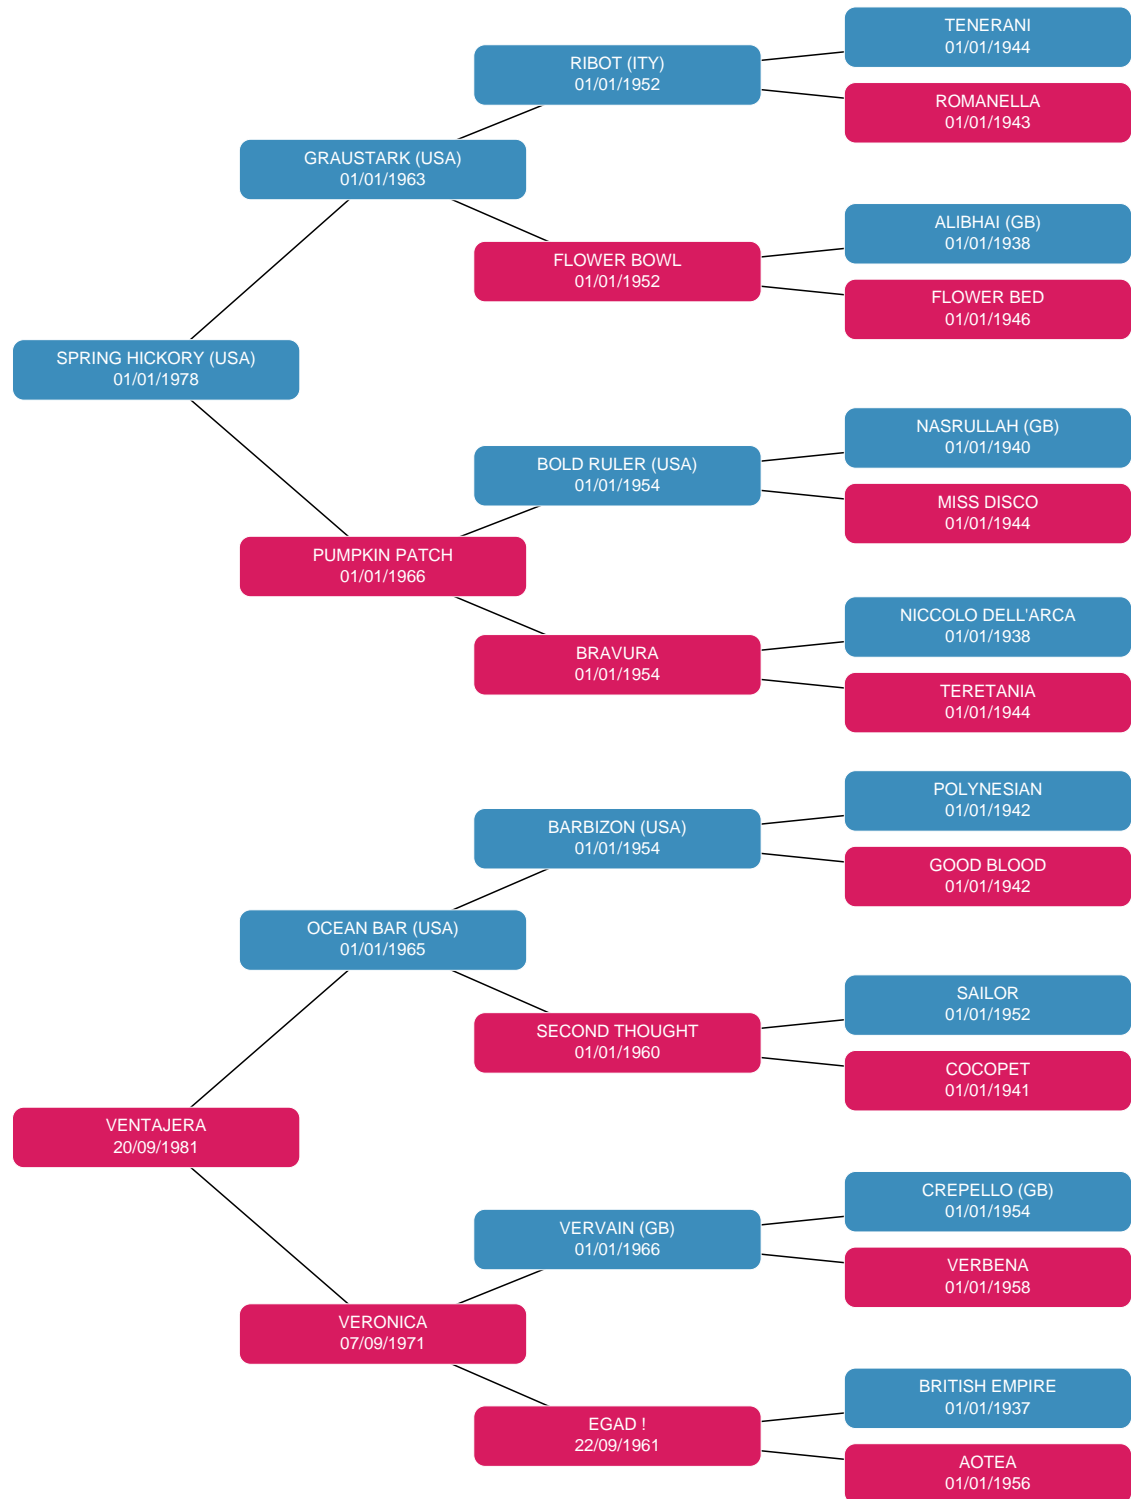 TENERANI
01/01/1944
RIBOT (ITY)
01/01/1952
ROMANELLA
01/01/1943
GRAUSTARK (USA)
01/01/1963
ALIBHAI (GB)
01/01/1938
FLOWER BOWL
01/01/1952
FLOWER BED
01/01/1946
SPRING HICKORY (USA)
01/01/1978
NASRULLAH (GB)
01/01/1940
BOLD RULER (USA)
01/01/1954
MISS DISCO
01/01/1944
PUMPKIN PATCH
01/01/1966
NICCOLO DELL'ARCA
01/01/1938
BRAVURA
01/01/1954
TERETANIA
01/01/1944
POLYNESIAN
01/01/1942
BARBIZON (USA)
01/01/1954
GOOD BLOOD
01/01/1942
OCEAN BAR (USA)
01/01/1965
SAILOR
01/01/1952
SECOND THOUGHT
01/01/1960
COCOPET
01/01/1941
VENTAJERA
20/09/1981
CREPELLO (GB)
01/01/1954
VERVAIN (GB)
01/01/1966
VERBENA
01/01/1958
VERONICA
07/09/1971
BRITISH EMPIRE
01/01/1937
EGAD !
22/09/1961
AOTEA
01/01/1956